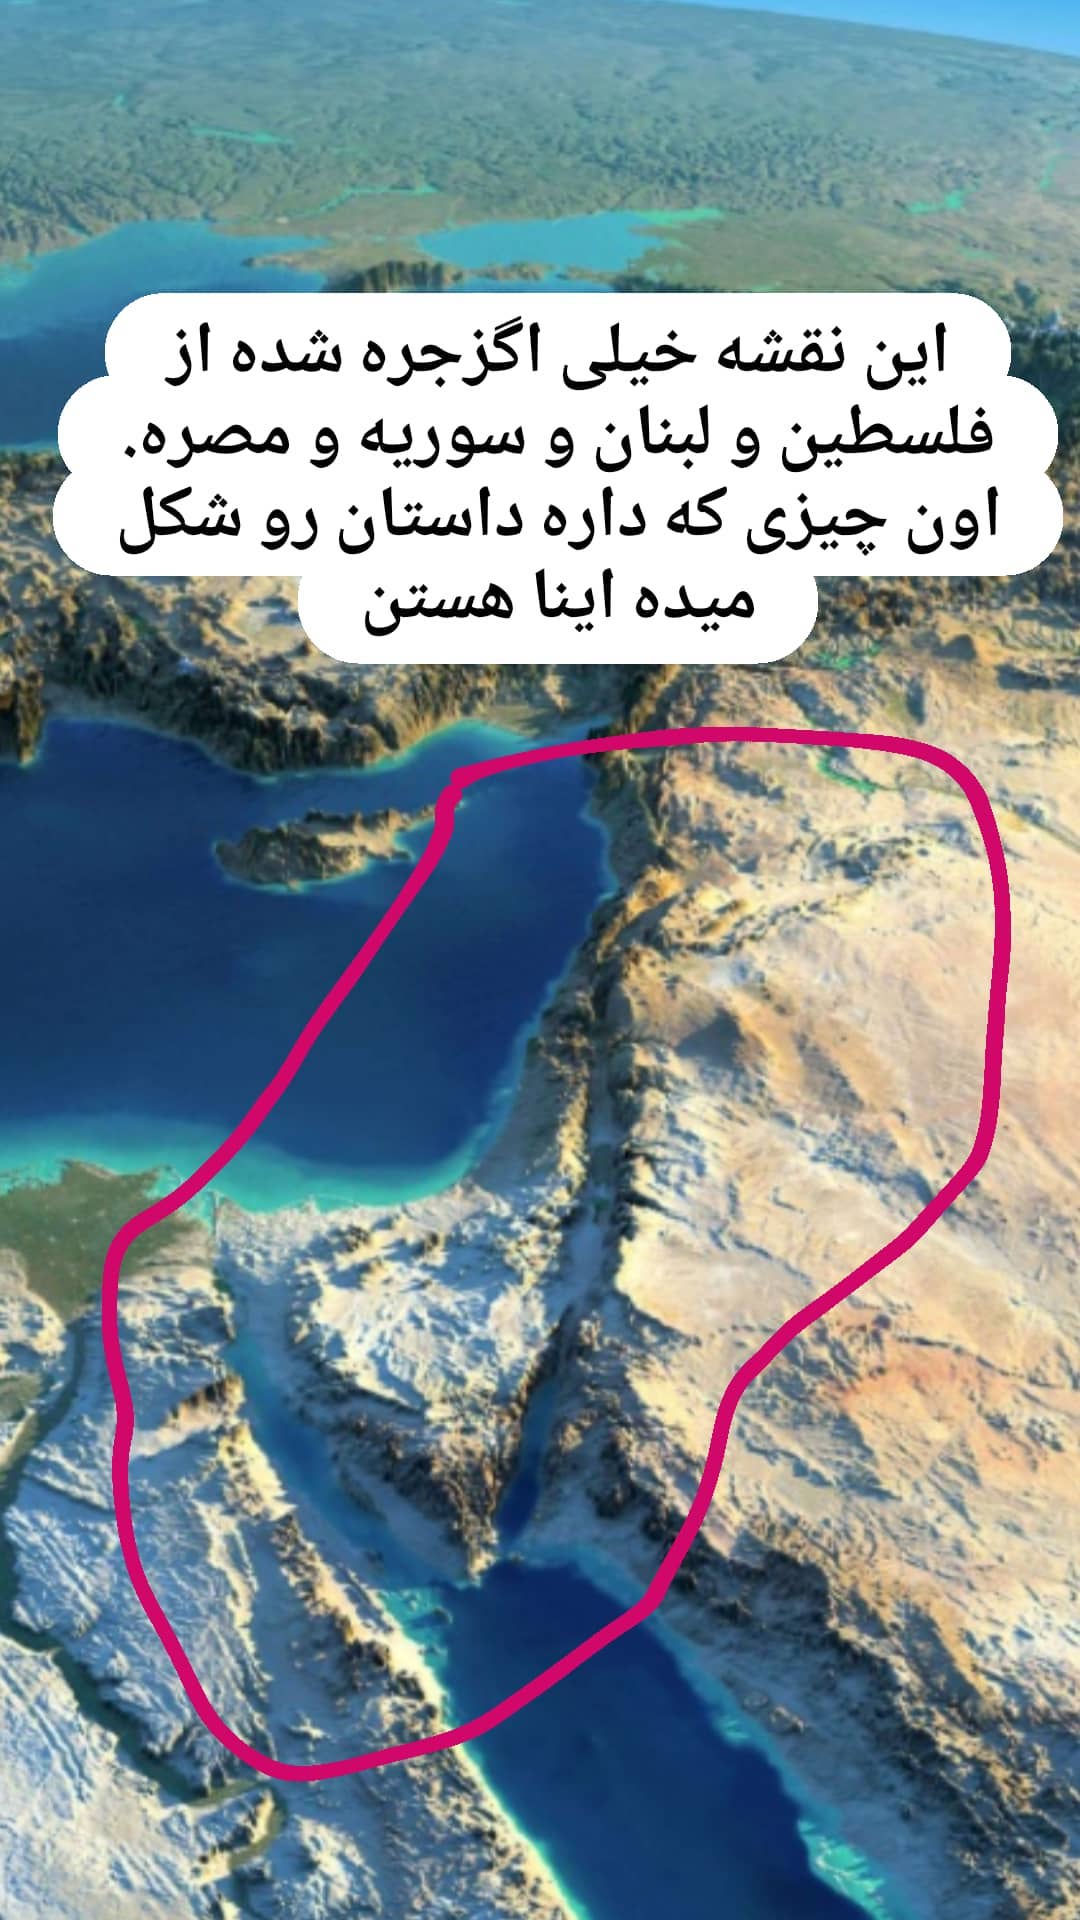 این نقشه خیلی اگزجره شده از
فلسطین و لبنان و سوریه و مصره.
اون چیزی که داره داستان رو شکل
میده اینا هستن